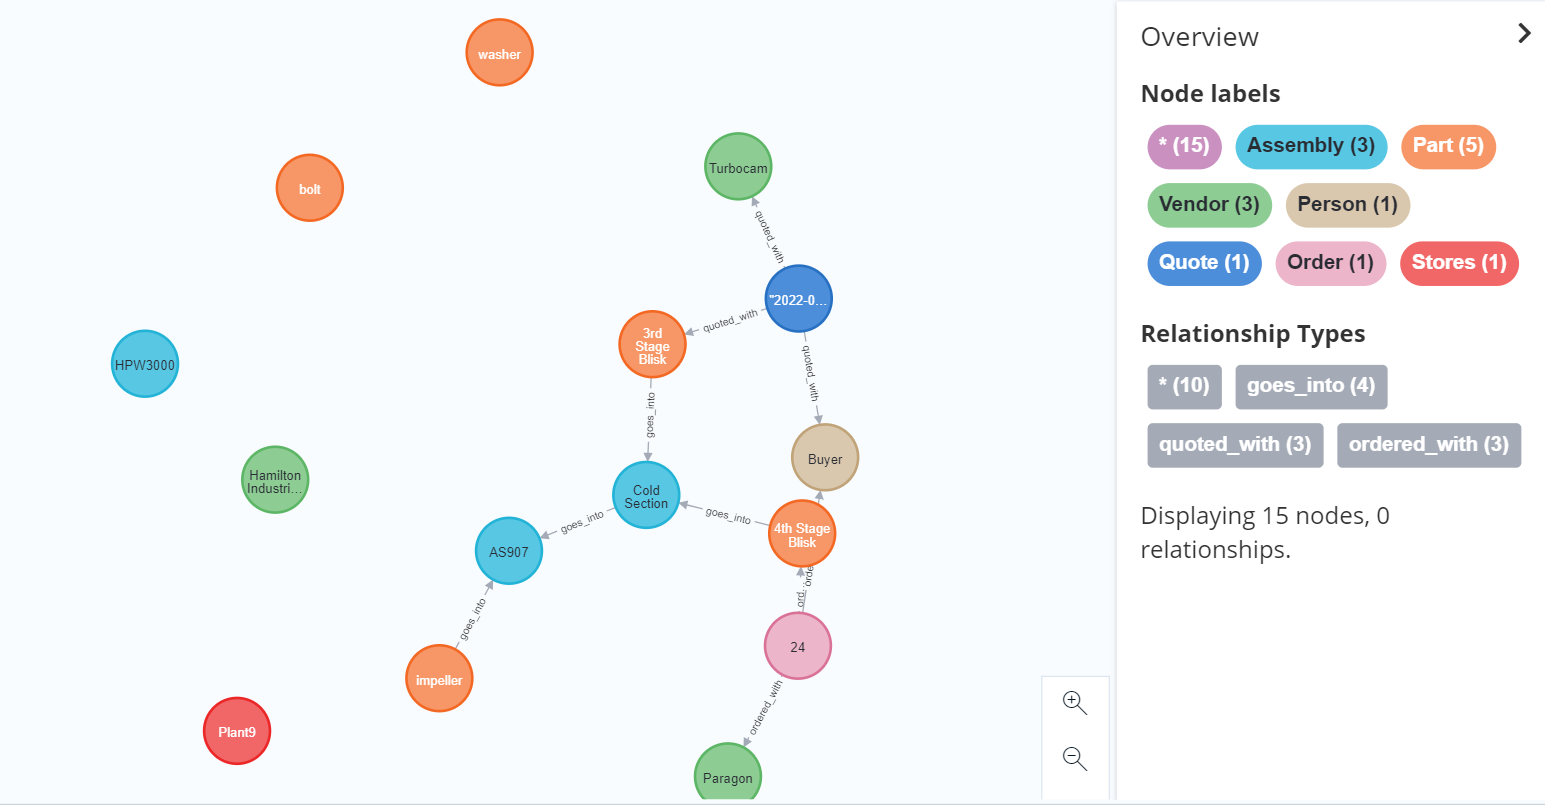 washer
bolt
Turbocam
quoted_with
"2022-0...
quoted_with
3rd
Stage
Blisk
quoted_with
HPW3000
goes_into
Buyer
Hamilton
Industri...
Cold
Section
goes_into
4th Stage
Blisk
goes_into
AS907
ord...
orde
goes_into
24
impeller
ordered_with
Plant9
Paragon
Overview
Node labels
* (15) Assembly (3) Part (5)
Vendor (3) Person (1)
Quote (1) Order (1) Stores (1)
Relationship Types
* (10) goes_into (4)
quoted_with (3) ordered_with (3)
Displaying 15 nodes, 0
relationships.